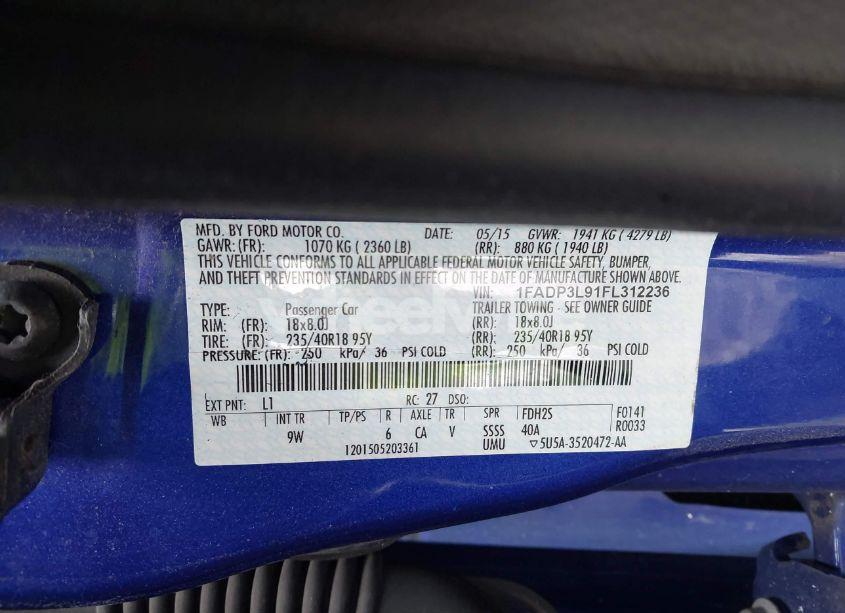 MFD. BY FORD MOTOR CO. DATE: 05/15 GVWR: 1941 KG ( 4279 LB)
GAWR: (FR): 1070 KG ( 2360 LB) (RR): 880 KG ( 1940 LB)
THIS VEHICLE CONFORMS TO ALL APPLICABLE FEDERAL MOTOR VEHICLE SAFETY, BUMPER,
AND THEFT PREVENTION STANDARDS IN EFFECT ON THE DATE OF MANUFACTURE SHOWN ABOVE.
VIN: 1FADP3L91FL312236
TYPE: Passenger Car TRAILER TOWING - SEE OWNER GUIDE
RIM: (FR): 18x8.0J (RR): 18x8.0J
TIRE: (FR): 235/40R18 95Y (RR): 235/40R18 95Y
PRESSURE: (FR): 250 kPa/ 36 PSI COLD (RR): 250 kPa/ 36 PSI COLD
EXT PNT: L1 RC: 27 DSO:
WB INT TR TP/PS R AXLE TR SPR FDH2S F0141
9W 6 CA V SSSS 40A R0033
1201505203361 UMU ▽5U5A-3520472-AA